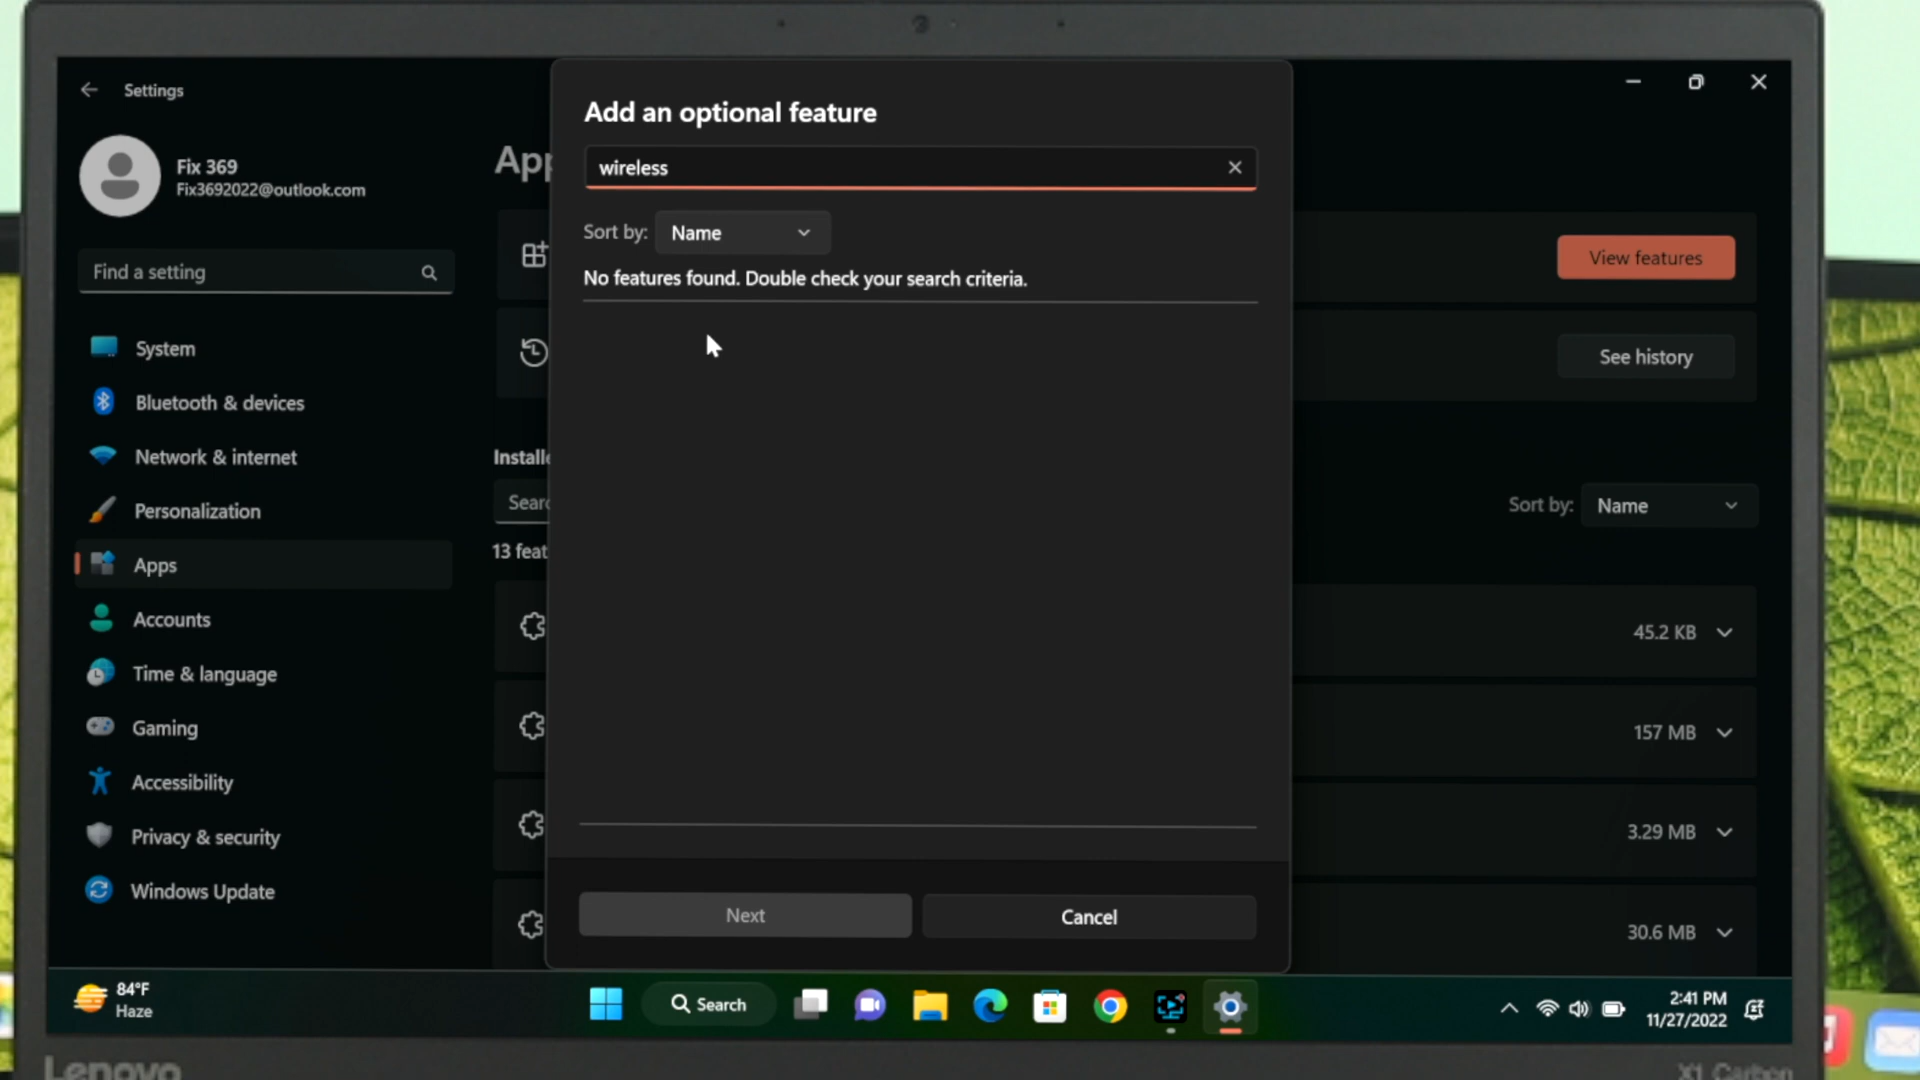 Settings
Fix 369
Fix3692022@outlook.com
Find a setting
System
Bluetooth & devices
Network & internet
Personalization
Apps
Accounts
Time & language
Gaming
Accessibility
Privacy & security
Windows Update
App
Add an optional feature
wireless
Sort by: Name
No features found. Double check your search criteria.
Next
Cancel
View features
See history
Installe
Searc
Sort by: Name
13 feat
45.2 KB
157 MB
3.29 MB
30.6 MB
84°F
Haze
Search
2:41 PM
11/27/2022
Lenovo
X1 Carbon